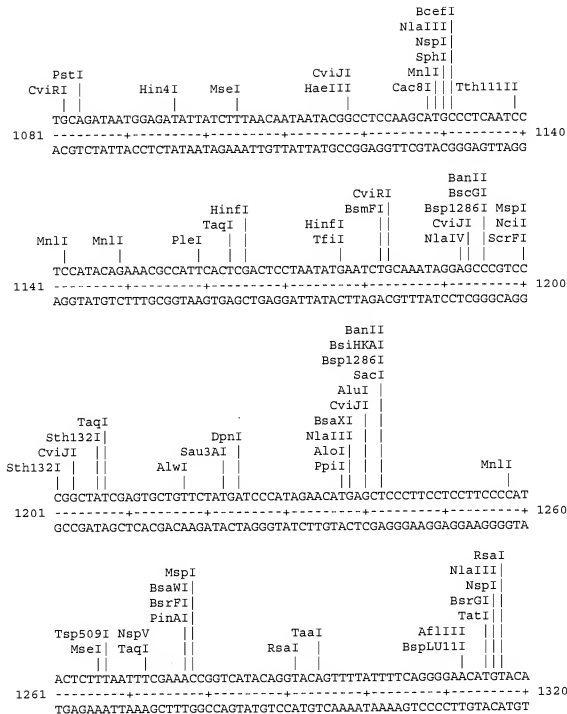 BcefI
NlaIII
NspI
SphI
PstI CviJI MnlI
CviRI Hin4I MseI HaeIII Cac8I Tth111II
TGCAGATAATGGAGATATTATCTTTAACAATAATACGGCCTCCAAGCATGCCCTCAATCC
1081 ---------+---------+---------+---------+---------+---------+ 1140
ACGTCTATTACCTCTATAATAGAAATTGTTATTATGCCGGAGGTTCGTACGGGAGTTAGG
BanII
BscGI
HinfI CviRI Bsp1286I MspI
TaqI HinfI BsmFI CviJI NciI
MnlI MnlI PleI TfiI NlaIV ScrFI
TCCATACAGAAACGCCATTCACTCGACTCCTAATATGAATCTGCAAATAGGAGCCCGTCC
1141 ---------+---------+---------+---------+---------+---------+ 1200
AGGTATGTCTTTGCGGTAAGTGAGCTGAGGATTATACTTAGACGTTTATCCTCGGGCAGG
BanII
BsiHKAI
Bsp1286I
SacI
AluI
CviJI
TaqI BsaXI
Sth132I DpnI NlaIII
CviJI Sau3AI AloI
Sth132I AlwI PpiI MnlI
CGGCTATCGAGTGCTGTTCTATGATCCCATAGAACATGAGCTCCCTTCCTCCTTCCCCAT
1201 ---------+---------+---------+---------+---------+---------+ 1260
GCCGATAGCTCACGACAAGATACTAGGGTATCTTGTACTCGAGGGAAGGAGGAAGGGGTA
RsaI
MspI NlaIII
BsaWI NspI
BsrFI BsrGI
PinAI TatI
Tsp509I NspV TaaI AflIII
MseI TaqI RsaI BspLU11I
ACTCTTTAATTTCGAAACCGGTCATACAGGTACAGTTTTATTTTCAGGGGAACATGTACA
1261 ---------+---------+---------+---------+---------+---------+ 1320
TGAGAAATTAAAGCTTTGGCCAGTATGTCCATGTCAAAATAAAAGTCCCCTTGTACATGT